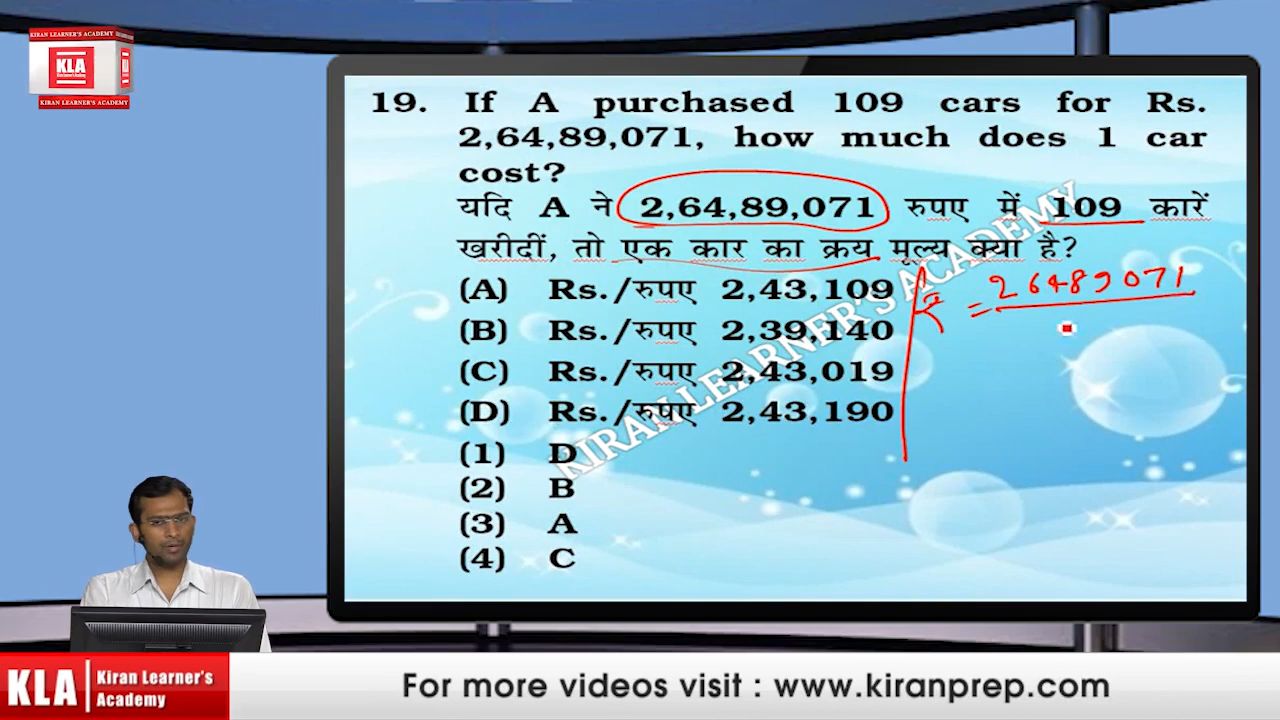 KIRAN LEARNER'S ACADEMY
KLA
Kiran Learner's Academy
KIRAN LEARNER'S ACADEMY
19. If A purchased 109 cars for Rs.
2,64,89,071, how much does 1 car
cost?
यदि A ने 2,64,89,071 रुपए में 109 कारें
खरीदीं, तो एक कार का क्रय मूल्य क्या है?
(A) Rs./रुपए 2,43,109
(B) Rs./रुपए 2,39,140
(C) Rs./रुपए 2,43,019
(D) Rs./रुपए 2,43,190
(1) D
(2) B
(3) A
(4) C
= 26489071
KIRAN LEARNER'S ACADEMY
KLA
Kiran Learner's
Academy
For more videos visit : www.kiranprep.com